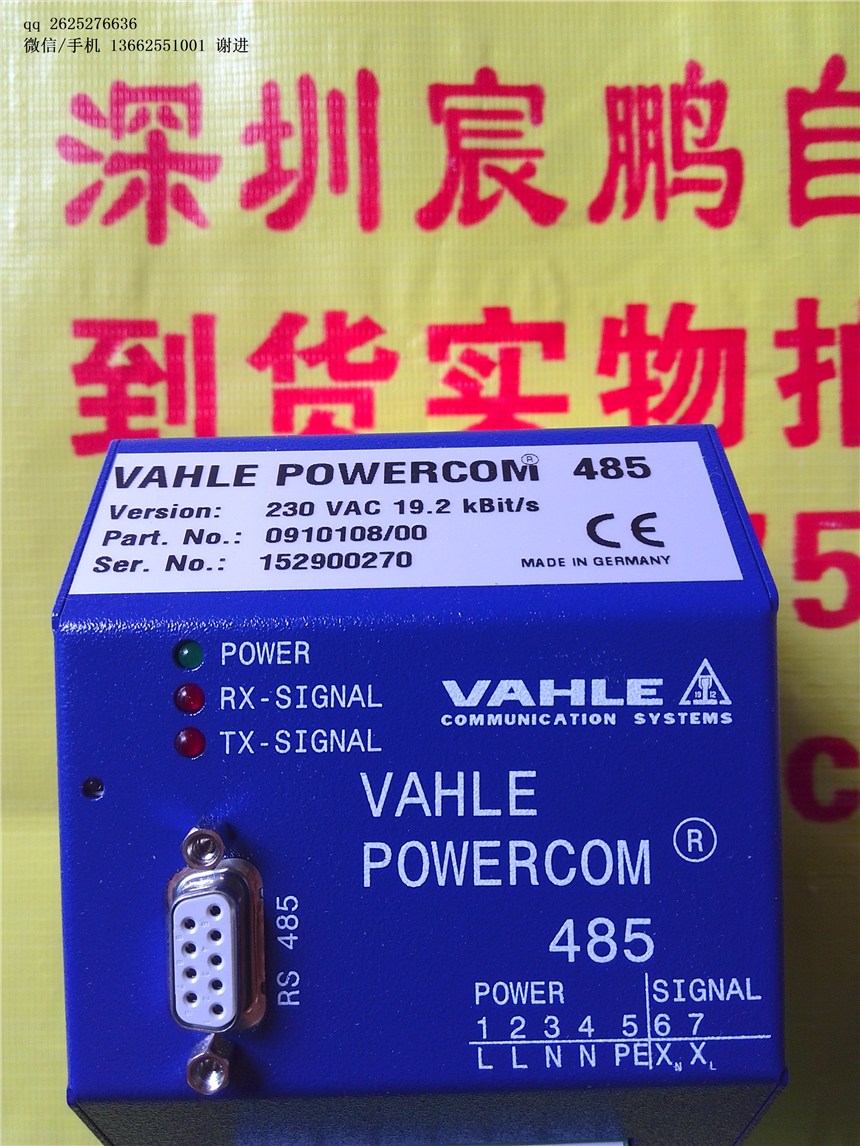 qq 2625276636
微信/手机 13662551001 谢进
深圳宸鹏自
到货实物拍
75
c
VAHLE POWERCOM® 485
Version: 230 VAC 19.2 kBit/s
Part. No.: 0910108/00
Ser. No.: 152900270
CE
MADE IN GERMANY
POWER
RX-SIGNAL
TX-SIGNAL
VAHLE
19 12
COMMUNICATION SYSTEMS
VAHLE
POWERCOM ®
485
RS 485
POWER SIGNAL
1 2 3 4 5 6 7
L L N N PE XN XL